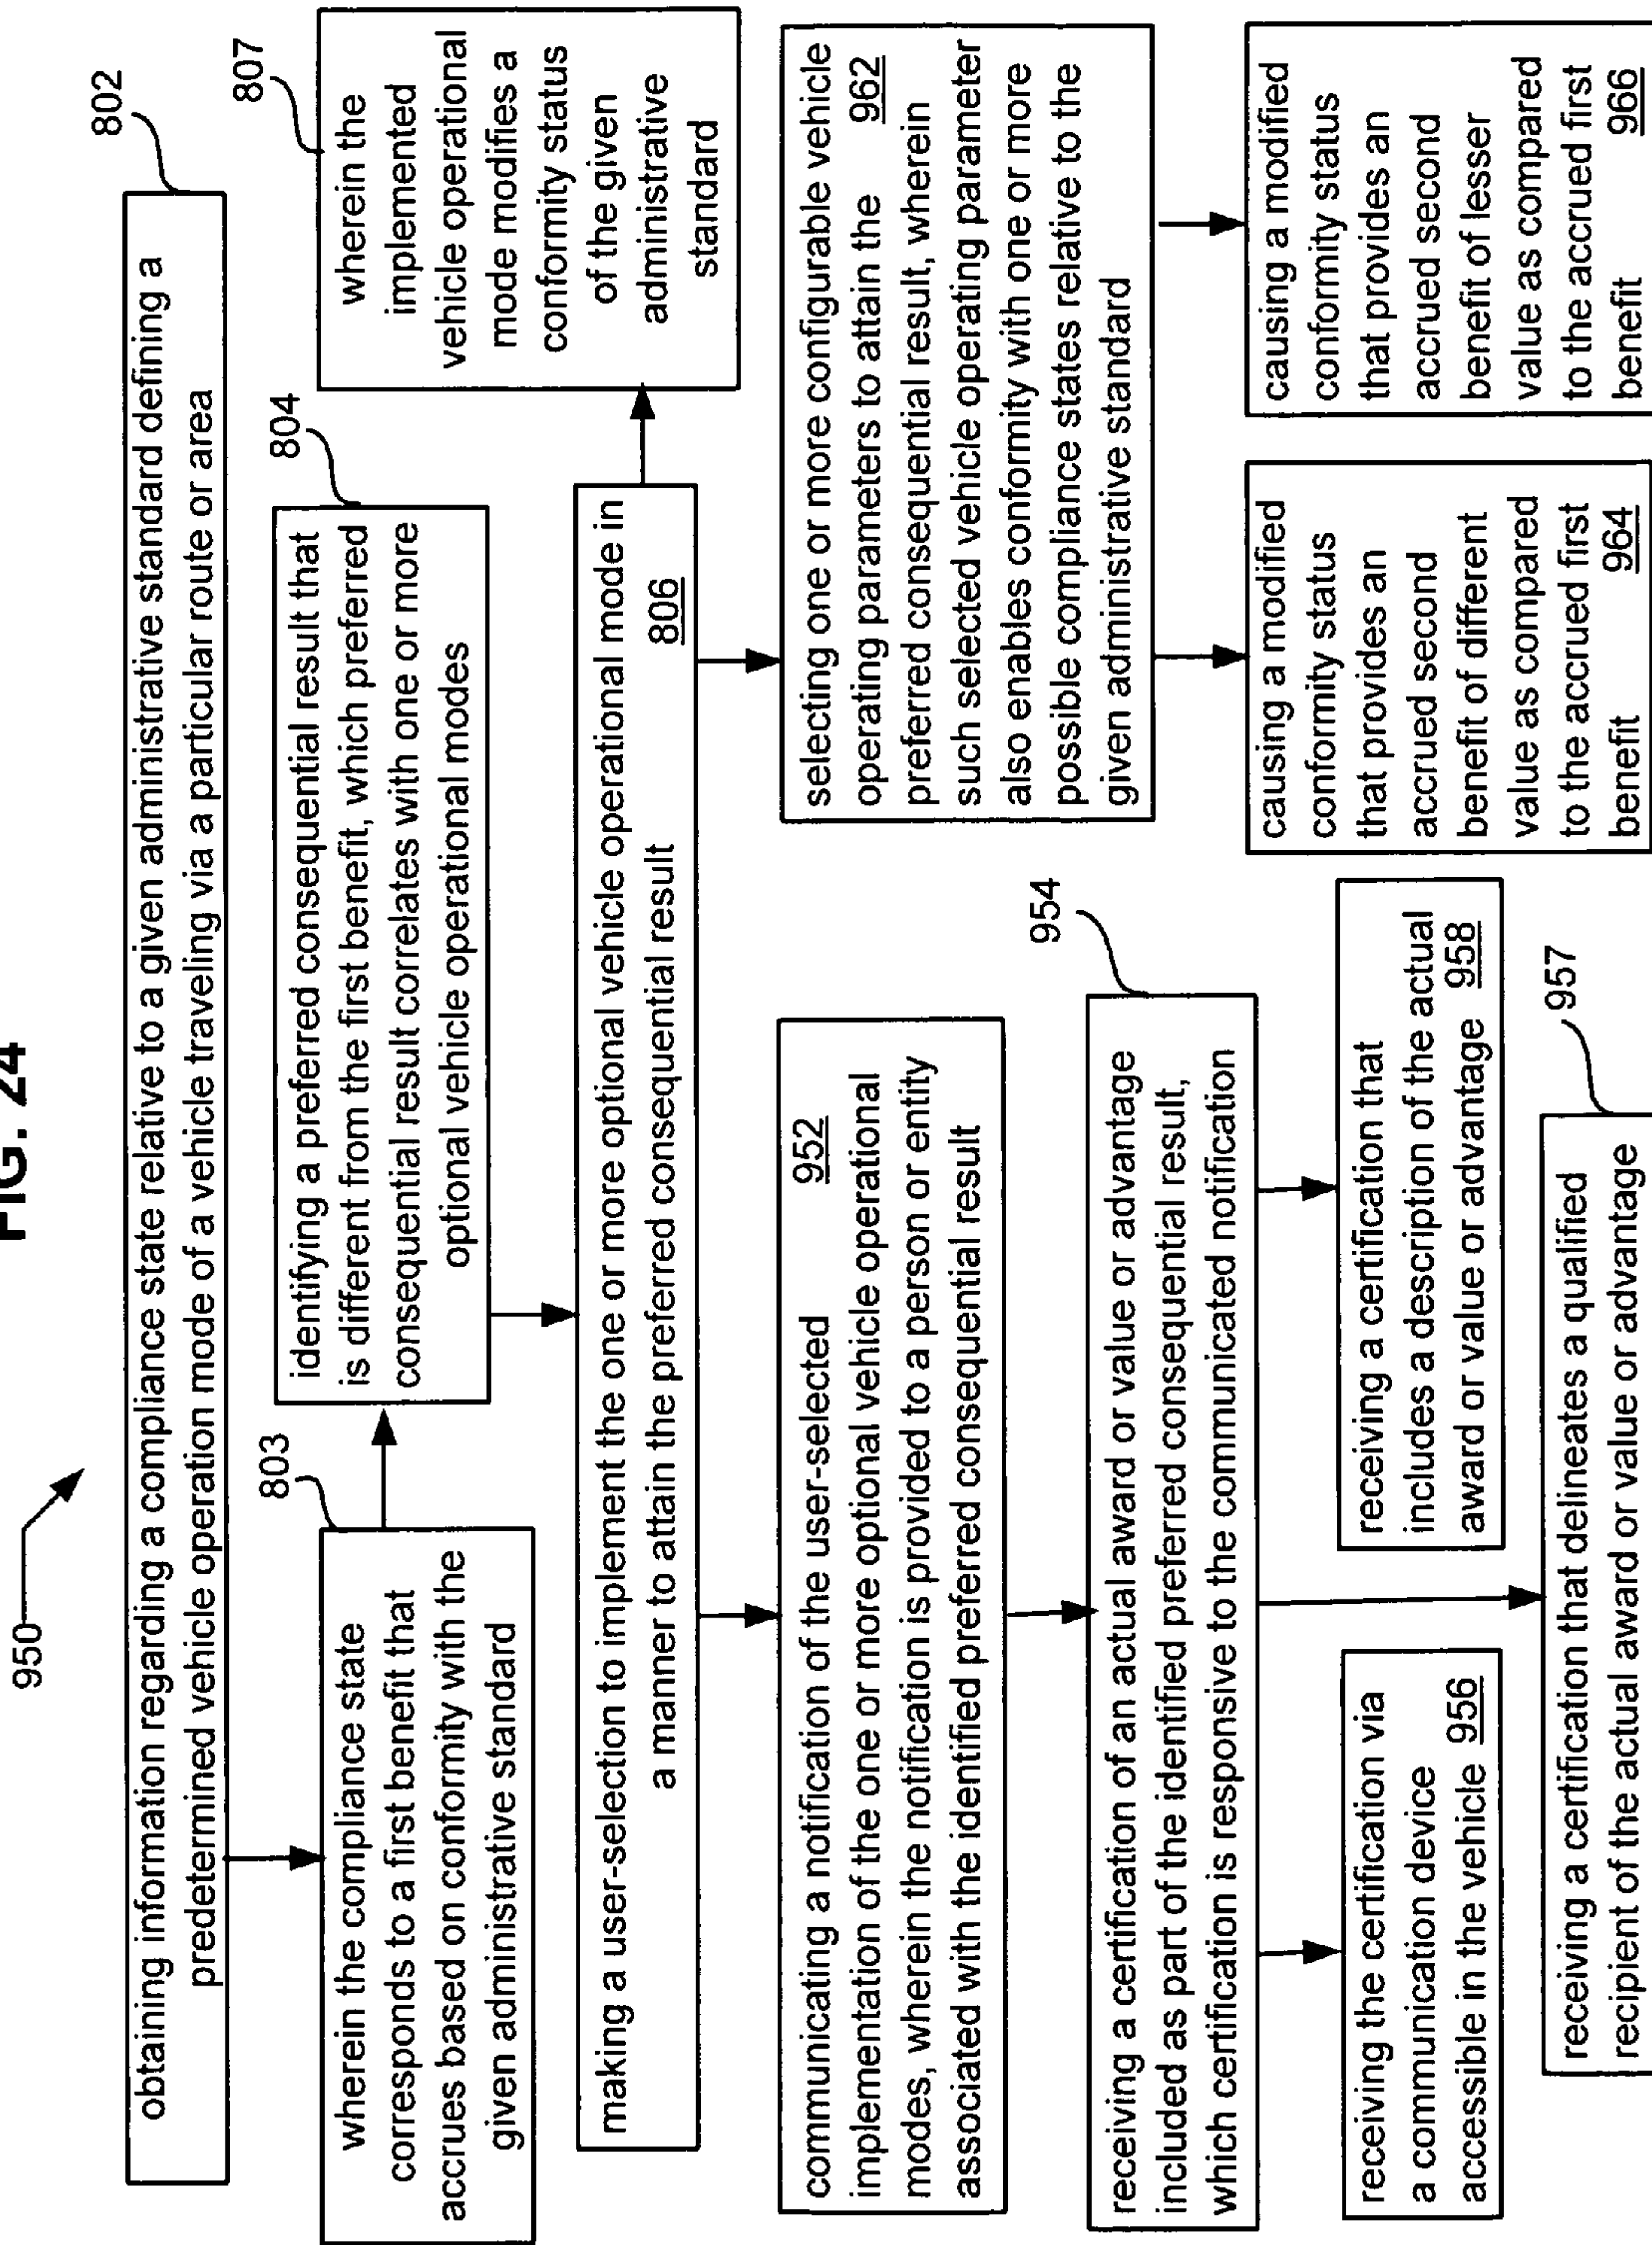 FIG. 24
950
802
obtaining information regarding a compliance state relative to a given administrative standard defining a
predetermined vehicle operation mode of a vehicle traveling via a particular route or area
803
wherein the compliance state
corresponds to a first benefit that
accrues based on conformity with the
given administrative standard
804
identifying a preferred consequential result that
is different from the first benefit, which preferred
consequential result correlates with one or more
optional vehicle operational modes
807
wherein the
implemented
vehicle operational
mode modifies a
conformity status
of the given
administrative
standard
making a user-selection to implement the one or more optional vehicle operational mode in
a manner to attain the preferred consequential result 806
communicating a notification of the user-selected 952
implementation of the one or more optional vehicle operational
modes, wherein the notification is provided to a person or entity
associated with the identified preferred consequential result
selecting one or more configurable vehicle
operating parameters to attain the 962
preferred consequential result, wherein
such selected vehicle operating parameter
also enables conformity with one or more
possible compliance states relative to the
given administrative standard
954
receiving a certification of an actual award or value or advantage
included as part of the identified preferred consequential result,
which certification is responsive to the communicated notification
receiving the certification via
a communication device
accessible in the vehicle 956
receiving a certification that
includes a description of the actual
award or value or advantage 958
957
receiving a certification that delineates a qualified
recipient of the actual award or value or advantage
causing a modified
conformity status
that provides an
accrued second
benefit of different
value as compared
to the accrued first
benefit 964
causing a modified
conformity status
that provides an
accrued second
benefit of lesser
value as compared
to the accrued first
benefit 966